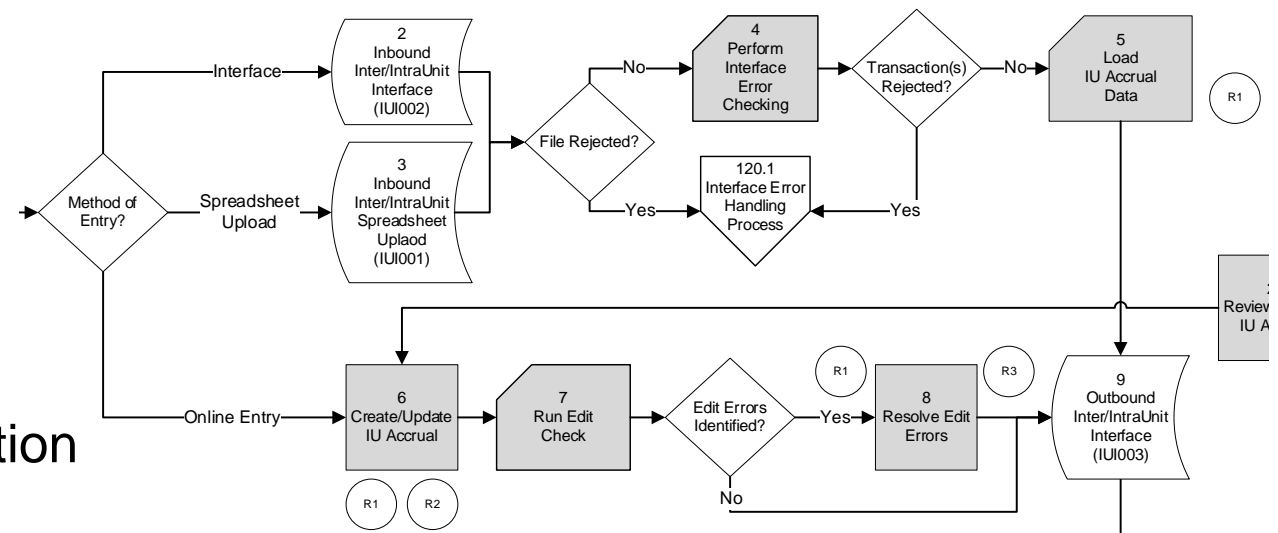 2
Inbound
Inter/IntraUnit
Interface
(IUI002)
Interface
3
Inbound
Inter/IntraUnit
Spreadsheet
Uplaod
(IUI001)
Method of
Entry?
Spreadsheet
Upload
File Rejected?
No
Yes
4
Perform
Interface
Error
Checking
Transaction(s)
Rejected?
No
Yes
5
Load
IU Accrual
Data
R1
120.1
Interface Error
Handling
Process
2
Review
IU A
Online Entry
6
Create/Update
IU Accrual
R1
R2
7
Run Edit
Check
Edit Errors
Identified?
Yes
No
R1
8
Resolve Edit
Errors
R3
9
Outbound
Inter/IntraUnit
Interface
(IUI003)
tion